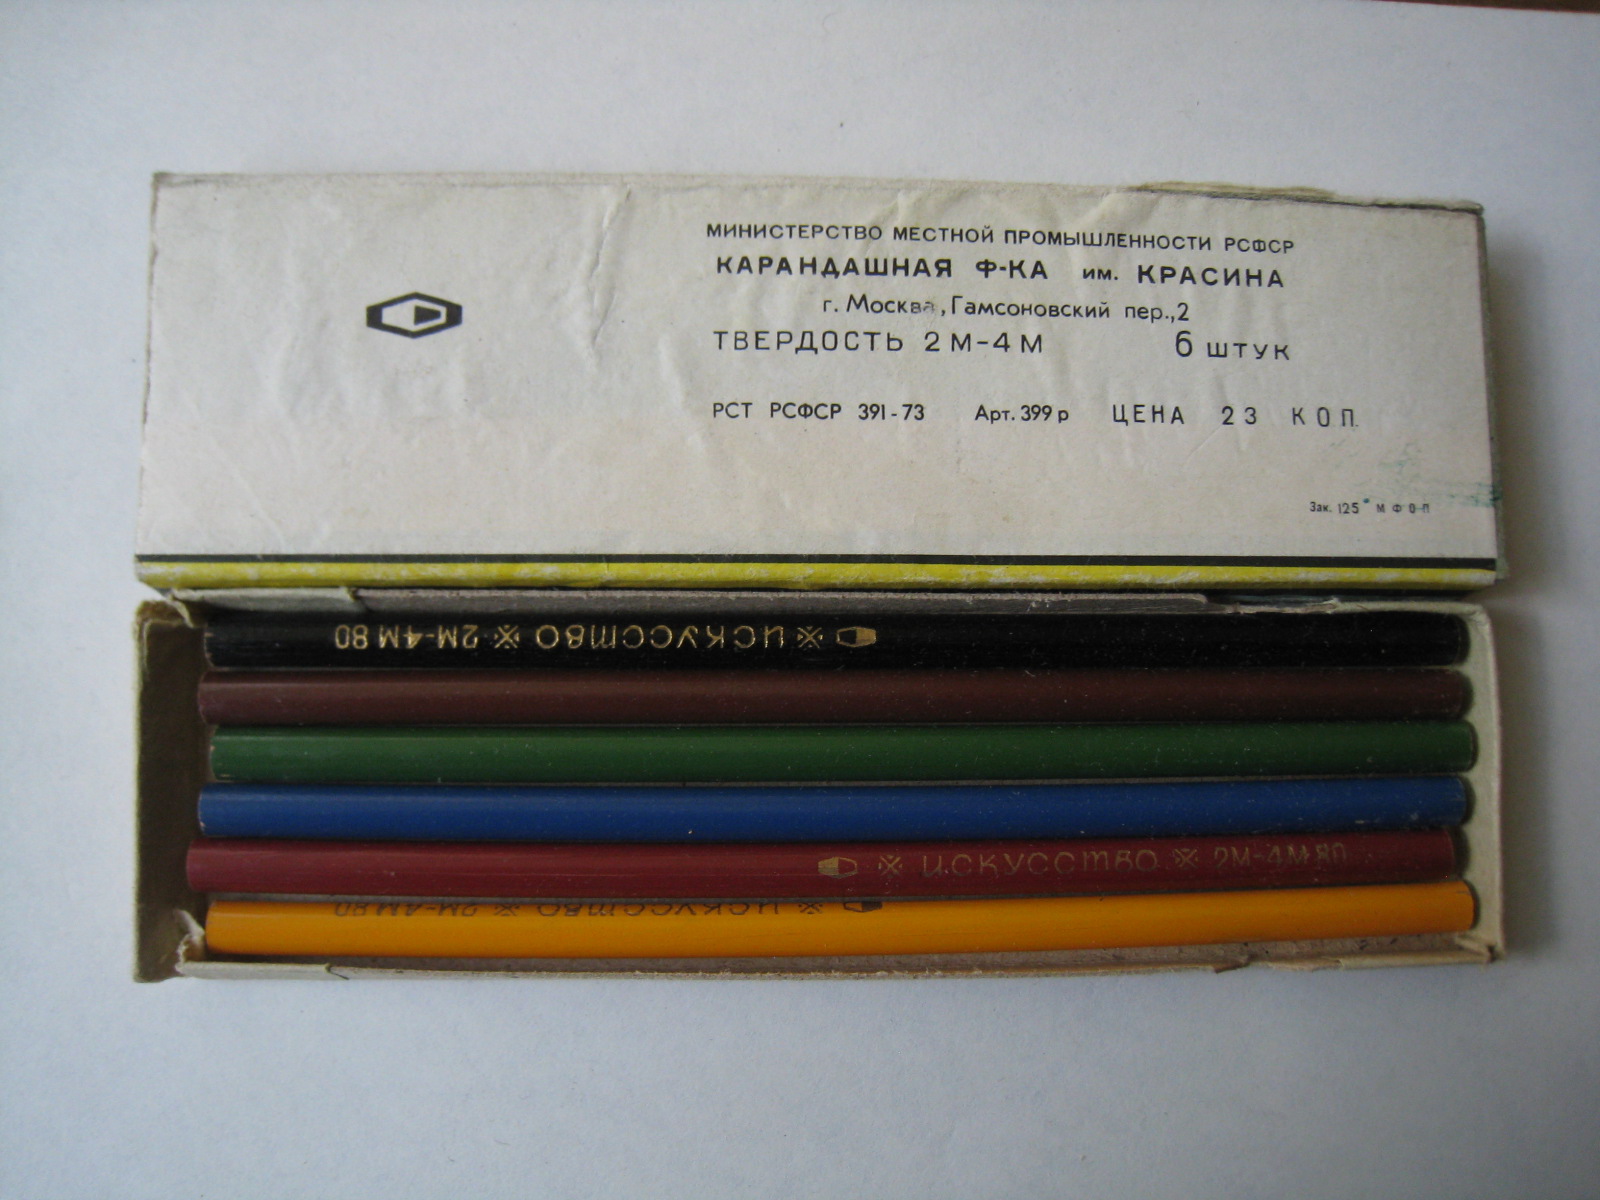 МИНИСТЕРСТВО МЕСТНОЙ ПРОМЫШЛЕННОСТИ РСФСР
КАРАНДАШНАЯ Ф-КА им. КРАСИНА
г. Москва, Гамсоновский пер., 2
ТВЕРДОСТЬ 2М-4М 6 ШТУК
РСТ РСФСР 391-73 Арт. 399 р ЦЕНА 23 КОП.
Зак. 125 МФОП
ИСКУССТВО 2М-4М 80
ИСКУССТВО 2М-4М 80
ИСКУССТВО 2М-4М 80